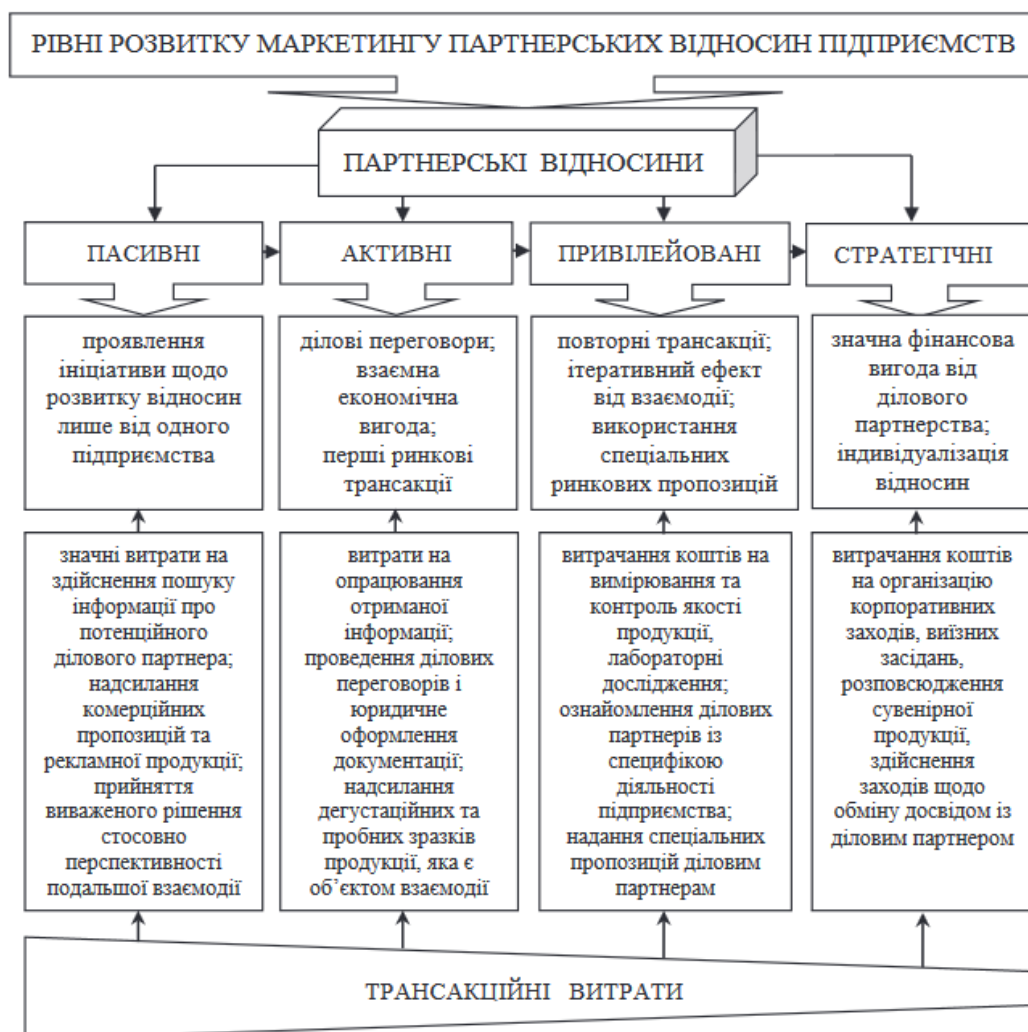 РІВНІ РОЗВИТКУ МАРКЕТИНГУ ПАРТНЕРСЬКИХ ВІДНОСИН ПІДПРИЄМСТВ
ПАРТНЕРСЬКІ ВІДНОСИНИ
ПАСИВНІ
АКТИВНІ
ПРИВІЛЕЙОВАНІ
СТРАТЕГІЧНІ
проявлення
ініціативи щодо
розвитку відносин
лише від одного
підприємства
ділові переговори;
взаємна
економічна
вигода;
перші ринкові
трансакції
повторні трансакції;
ітеративний ефект
від взаємодії;
використання
спеціальних
ринкових пропозицій
значна фінансова
вигода від
ділового
партнерства;
індивідуалізація
відносин
значні витрати на
здійснення пошуку
інформації про
потенційного
ділового партнера;
надсилання
комерційних
пропозицій та
рекламної продукції;
прийняття
виваженого рішення
стосовно
перспективності
подальшої взаємодії
витрати на
опрацювання
отриманої
інформації;
проведення ділових
переговорів і
юридичне
оформлення
документації;
надсилання
дегустаційних та
пробних зразків
продукції, яка є
об’єктом взаємодії
витрачання коштів на
вимірювання та
контроль якості
продукції,
лабораторні
дослідження;
ознайомлення ділових
партнерів із
специфікою
діяльності
підприємства;
надання спеціальних
пропозицій діловим
партнерам
витрачання коштів
на організацію
корпоративних
заходів, виїзних
засідань,
розповсюдження
сувенірної
продукції,
здійснення
заходів щодо
обміну досвідом із
діловим партнером
ТРАНСАКЦІЙНІ ВИТРАТИ